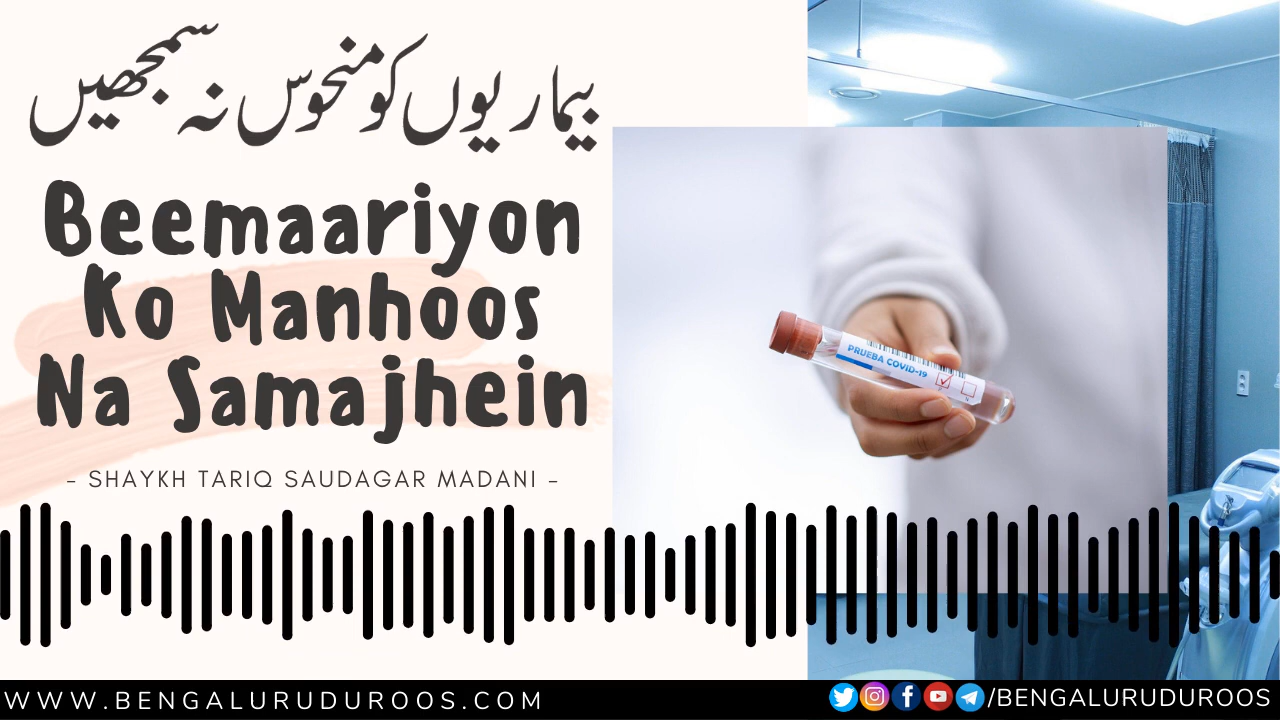 بیماریوں کو منحوس نہ سمجھیں
Beemaariyon
Ko Manhoos
Na Samajhein
- SHAYKH TARIQ SAUDAGAR MADANI -
PRUEBA COVID-19
WWW.BENGALURUDUROOS.COM
/BENGALURUDUROOS